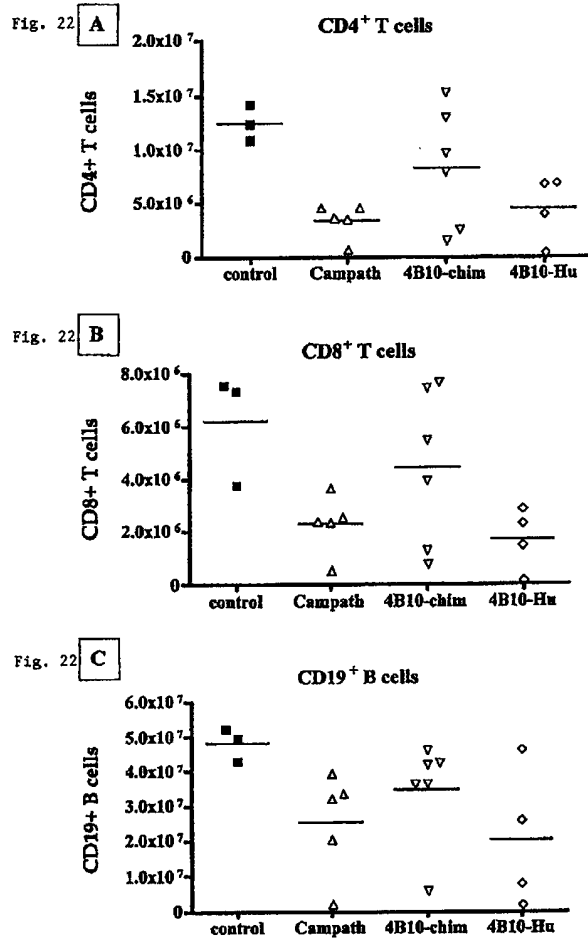 Fig. 22 A
CD4+ T cells
CD4+ T cells
2.0x10 7
1.5x10 7
1.0x10 7
5.0x10 6
0
control Campath 4B10-chim 4B10-Hu
Fig. 22 B
CD8+ T cells
CD8+ T cells
8.0x10 6
6.0x10 6
4.0x10 6
2.0x10 6
0
control Campath 4B10-chim 4B10-Hu
Fig. 22 C
CD19+ B cells
CD19+ B cells
6.0x10 7
5.0x10 7
4.0x10 7
3.0x10 7
2.0x10 7
1.0x10 7
0
control Campath 4B10-chim 4B10-Hu